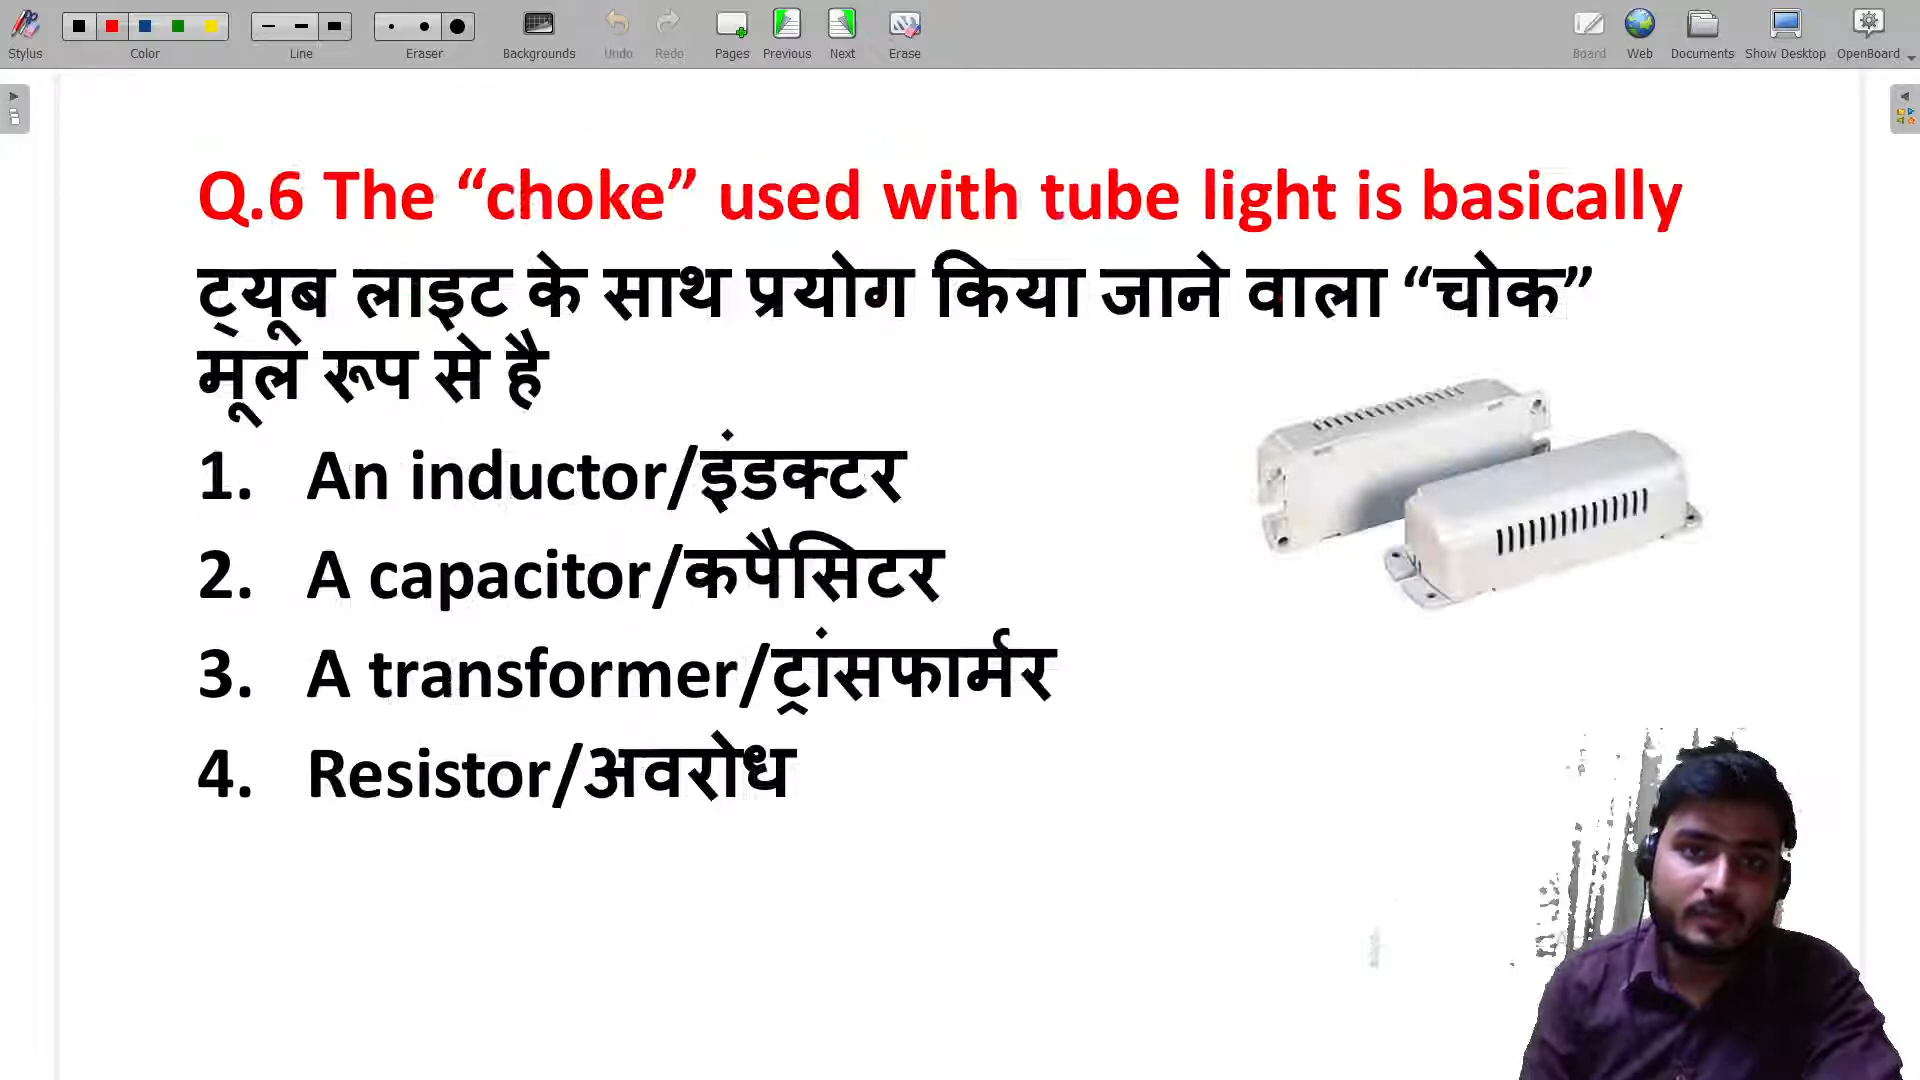 Stylus
Color
Line
Eraser
Backgrounds
Undo
Redo
Pages
Previous
Next
Erase
Board
Web
Documents
Show Desktop
OpenBoard
Q.6 The “choke” used with tube light is basically
ट्यूब लाइट के साथ प्रयोग किया जाने वाला “चोक”
मूल रूप से है
1. An inductor/इंडक्टर
2. A capacitor/कपैसिटर
3. A transformer/ट्रांसफार्मर
4. Resistor/अवरोध